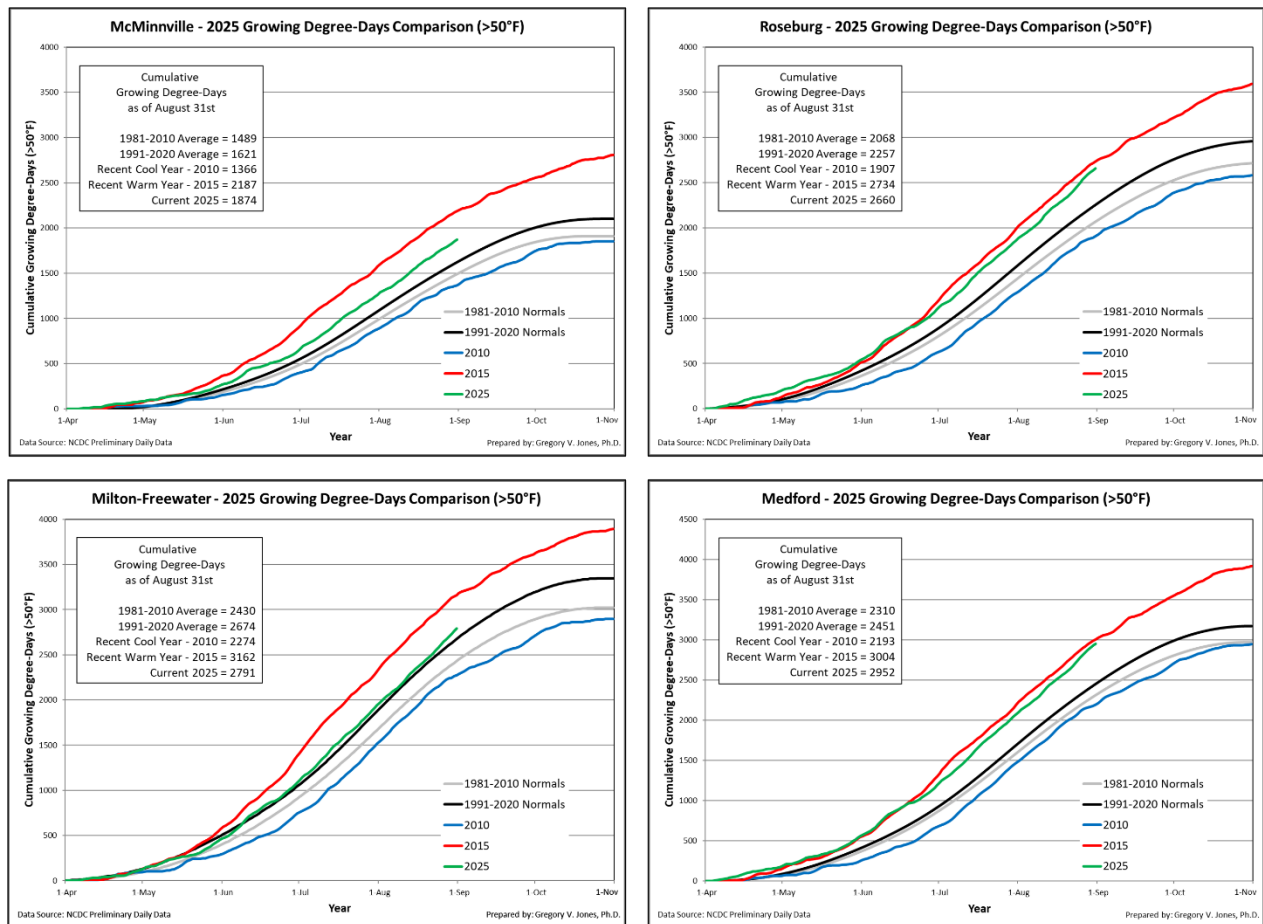 McMinnville - 2025 Growing Degree-Days Comparison (>50°F)
Cumulative Growing Degree-Days (>50°F)
4000
3500
3000
2500
2000
1500
1000
500
0
Cumulative
Growing Degree-Days
as of August 31st
1981-2010 Average = 1489
1991-2020 Average = 1621
Recent Cool Year - 2010 = 1366
Recent Warm Year - 2015 = 2187
Current 2025 = 1874
1981-2010 Normals
1991-2020 Normals
2010
2015
2025
1-Apr 1-May 1-Jun 1-Jul 1-Aug 1-Sep 1-Oct 1-Nov
Year
Data Source: NCDC Preliminary Daily Data
Prepared by: Gregory V. Jones, Ph.D.
Roseburg - 2025 Growing Degree-Days Comparison (>50°F)
Cumulative Growing Degree-Days (>50°F)
4000
3500
3000
2500
2000
1500
1000
500
0
Cumulative
Growing Degree-Days
as of August 31st
1981-2010 Average = 2068
1991-2020 Average = 2257
Recent Cool Year - 2010 = 1907
Recent Warm Year - 2015 = 2734
Current 2025 = 2660
1981-2010 Normals
1991-2020 Normals
2010
2015
2025
1-Apr 1-May 1-Jun 1-Jul 1-Aug 1-Sep 1-Oct 1-Nov
Year
Data Source: NCDC Preliminary Daily Data
Prepared by: Gregory V. Jones, Ph.D.
Milton-Freewater - 2025 Growing Degree-Days Comparison (>50°F)
Cumulative Growing Degree-Days (>50°F)
4000
3500
3000
2500
2000
1500
1000
500
0
Cumulative
Growing Degree-Days
as of August 31st
1981-2010 Average = 2430
1991-2020 Average = 2674
Recent Cool Year - 2010 = 2274
Recent Warm Year - 2015 = 3162
Current 2025 = 2791
1981-2010 Normals
1991-2020 Normals
2010
2015
2025
1-Apr 1-May 1-Jun 1-Jul 1-Aug 1-Sep 1-Oct 1-Nov
Year
Data Source: NCDC Preliminary Daily Data
Prepared by: Gregory V. Jones, Ph.D.
Medford - 2025 Growing Degree-Days Comparison (>50°F)
Cumulative Growing Degree-Days (>50°F)
4500
4000
3500
3000
2500
2000
1500
1000
500
0
Cumulative
Growing Degree-Days
as of August 31st
1981-2010 Average = 2310
1991-2020 Average = 2451
Recent Cool Year - 2010 = 2193
Recent Warm Year - 2015 = 3004
Current 2025 = 2952
1981-2010 Normals
1991-2020 Normals
2010
2015
2025
1-Apr 1-May 1-Jun 1-Jul 1-Aug 1-Sep 1-Oct 1-Nov
Year
Data Source: NCDC Preliminary Daily Data
Prepared by: Gregory V. Jones, Ph.D.